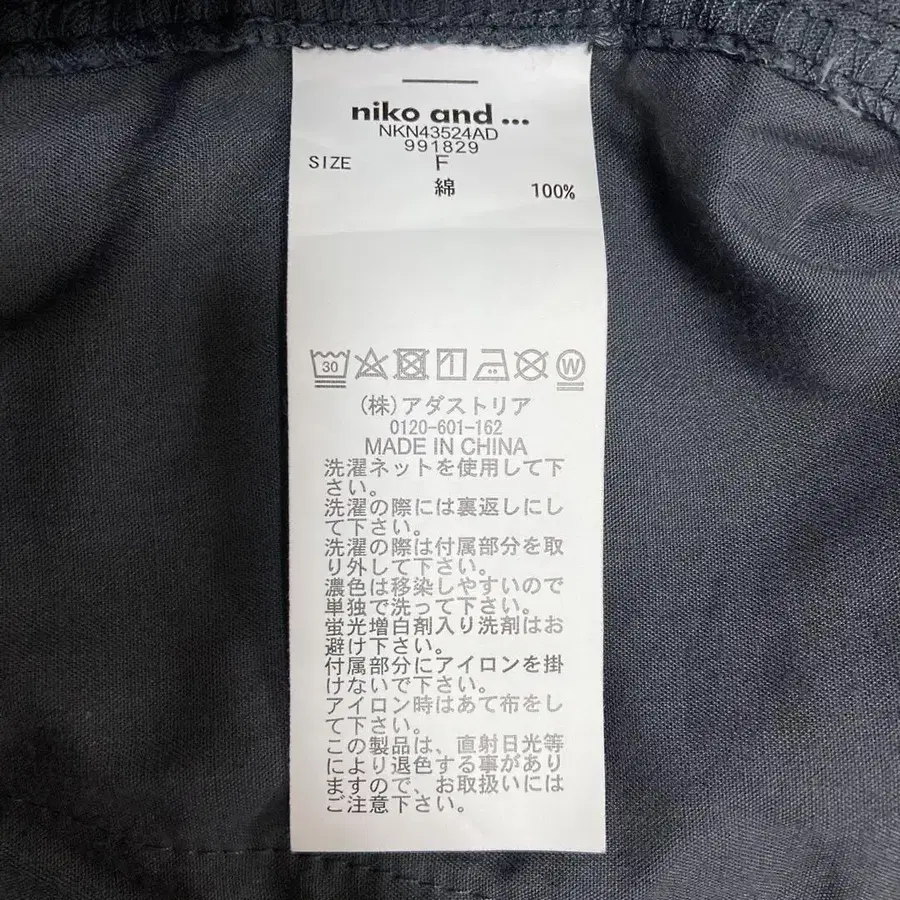 niko and ...
NKN43524AD
991829
SIZE F
綿 100%
30 W
(株)アダストリア
0120-601-162
MADE IN CHINA
洗濯ネットを使用して下
さい。
洗濯の際には裏返しにし
て下さい。
洗濯の際は付属部分を取
り外して下さい。
濃色は移染しやすいので
単独で洗って下さい。
蛍光増白剤入り洗剤はお
避け下さい。
付属部分にアイロンを掛
けないで下さい。
アイロン時はあて布をし
て下さい。
この製品は、直射日光等
により退色する事があり
ますので、お取扱いには
ご注意下さい。